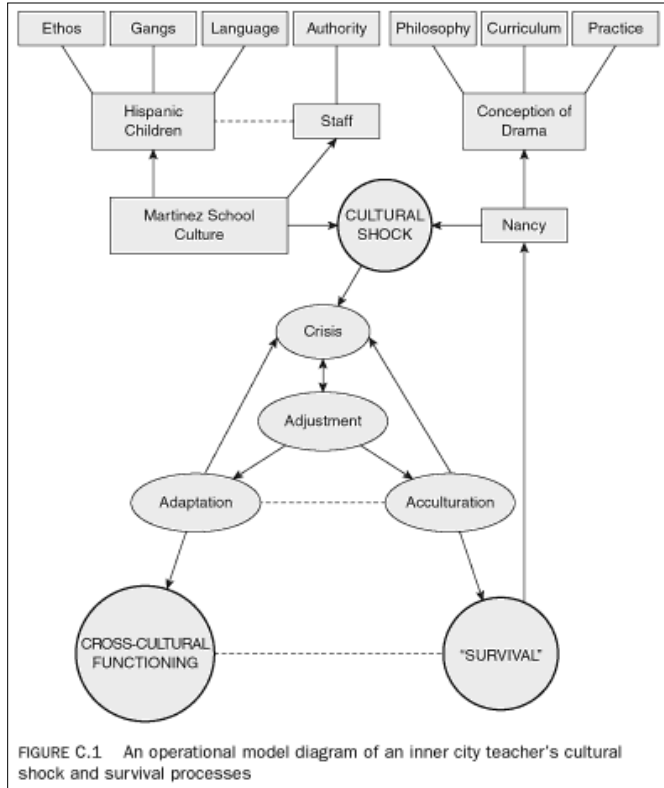 Ethos
Gangs
Language
Authority
Philosophy
Curriculum
Practice
Hispanic
Children
Staff
Conception of
Drama
Martinez School
Culture
CULTURAL
SHOCK
Nancy
Crisis
Adjustment
Adaptation
Acculturation
CROSS-CULTURAL
FUNCTIONING
"SURVIVAL"
FIGURE C.1 An operational model diagram of an inner city teacher's cultural
shock and survival processes